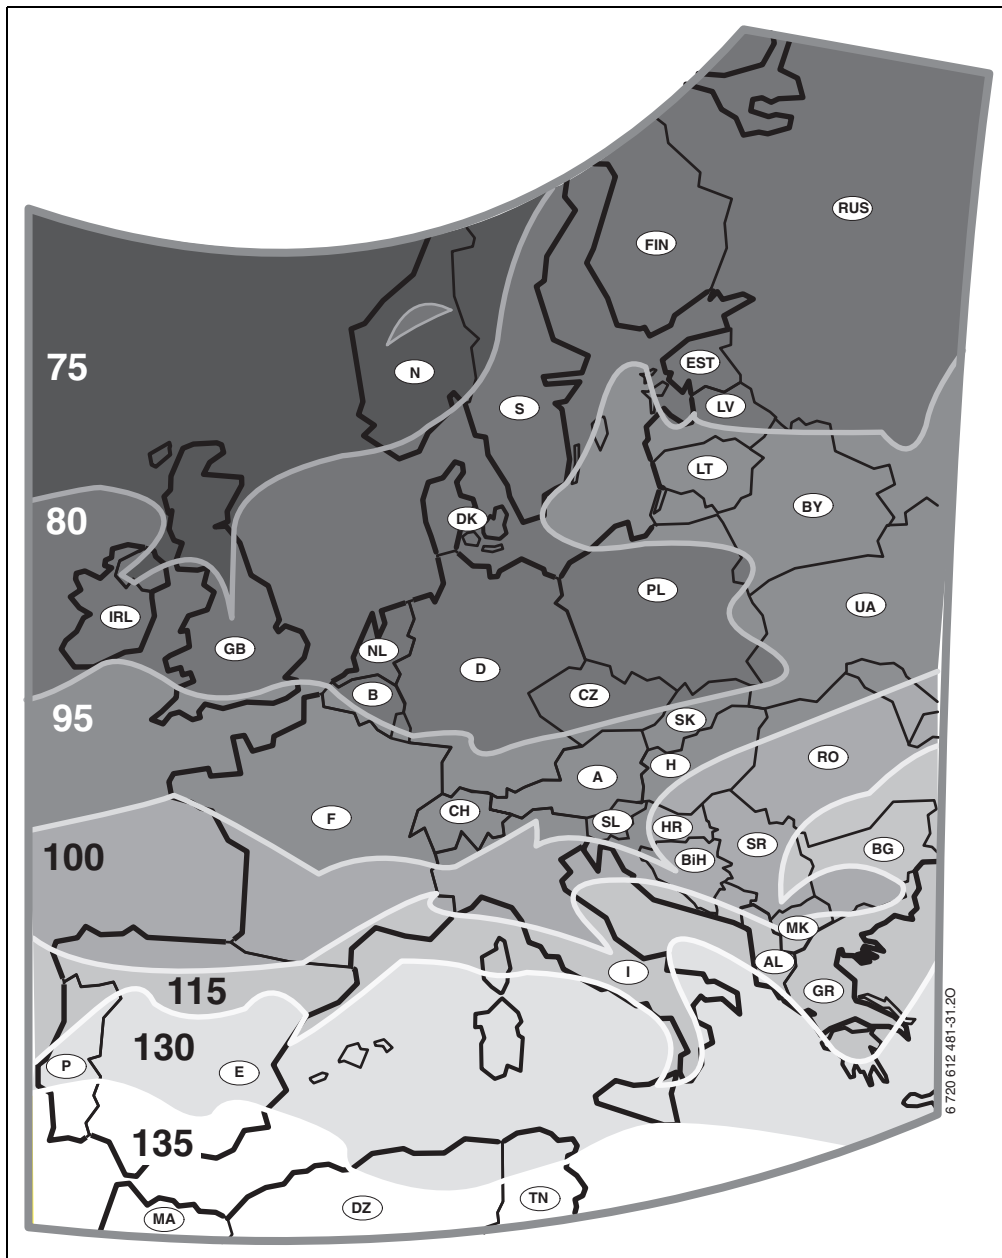 RUS
FIN
75
EST
N
LV
S
LT
80
BY
DK
PL
UA
IRL
GB
NL
D
B
CZ
95
SK
RO
H
A
CH
F
SL
HR
SR
BG
100
BiH
MK
AL
I
GR
115
130
P
E
135
TN
DZ
MA
6 720 612 481-31.2O